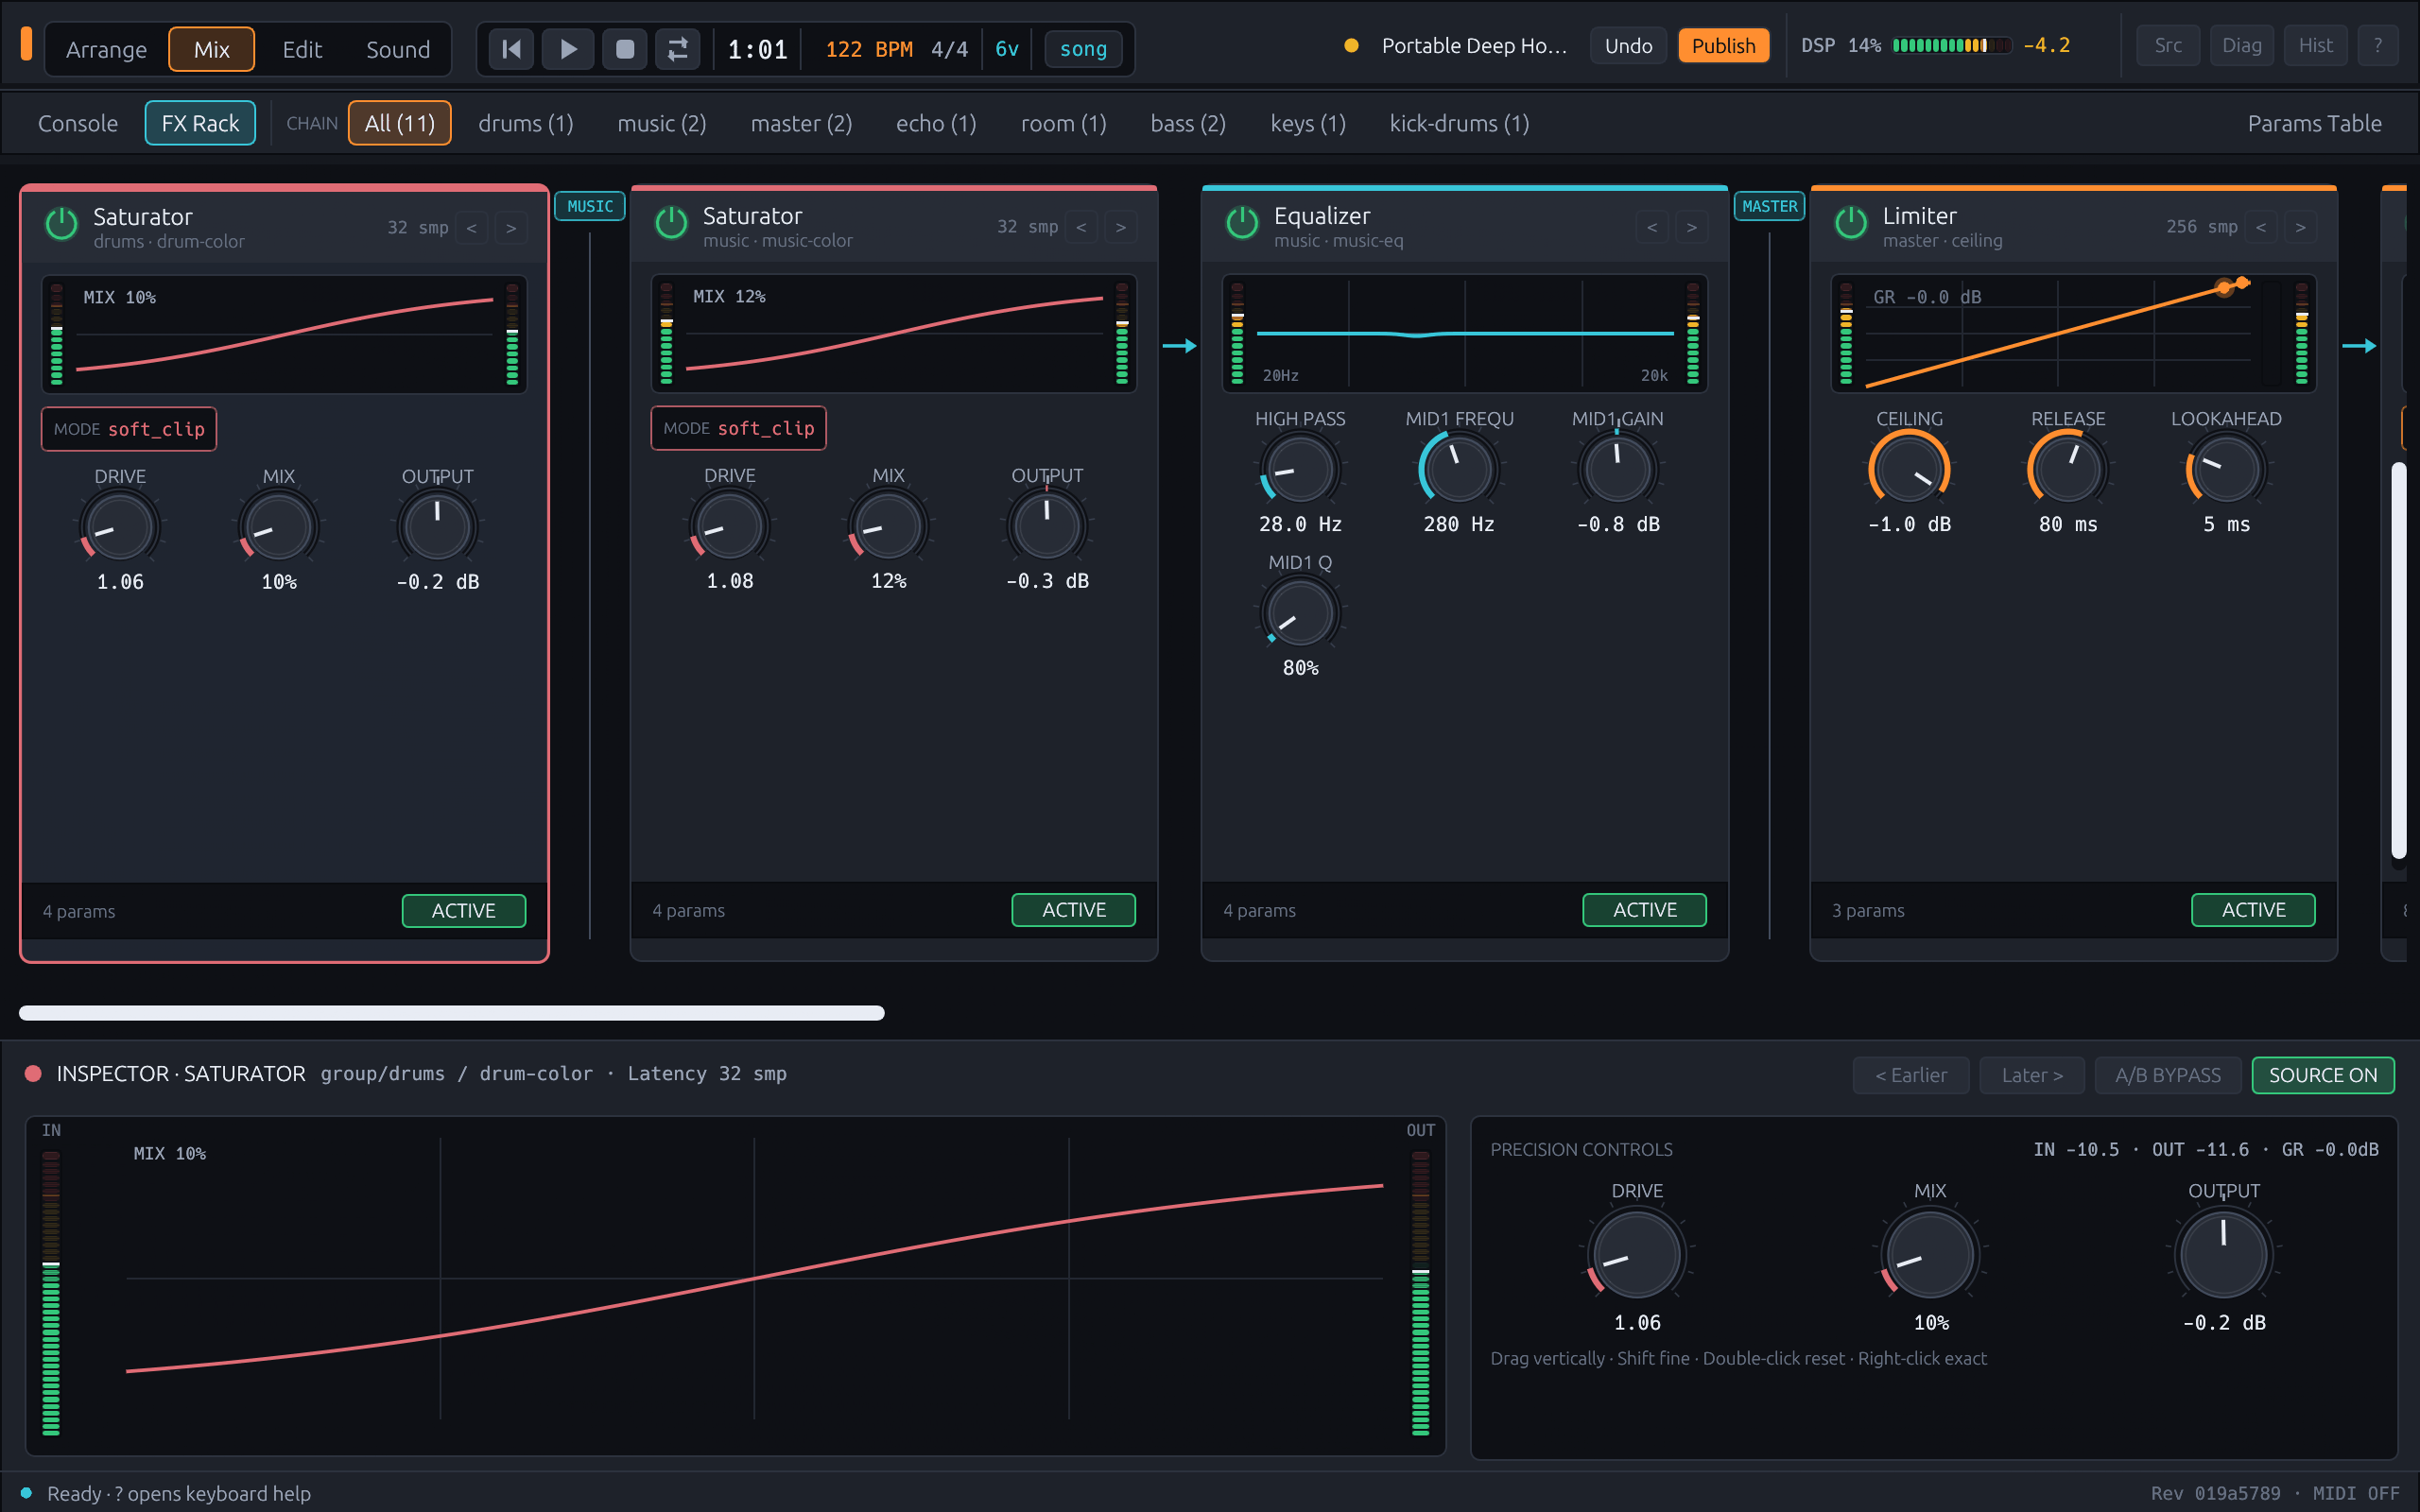 Arrange Mix Edit Sound 1:01 122 BPM 4/4 6v song Portable Deep Ho... Undo Publish DSP 14% -4.2 Src Diag Hist ?
Console FX Rack CHAIN All (11) drums (1) music (2) master (2) echo (1) room (1) bass (2) keys (1) kick-drums (1) Params Table
Saturator
drums · drum-color
32 smp < >
MIX 10%
MODE soft_clip
DRIVE MIX OUTPUT
1.06 10% -0.2 dB
4 params ACTIVE
MUSIC
Saturator
music · music-color
32 smp < >
MIX 12%
MODE soft_clip
DRIVE MIX OUTPUT
1.08 12% -0.3 dB
4 params ACTIVE
Equalizer
music · music-eq
< >
20Hz 20k
HIGH PASS MID1 FREQU MID1 GAIN
28.0 Hz 280 Hz -0.8 dB
MID1 Q
80%
4 params ACTIVE
MASTER
Limiter
master · ceiling
256 smp < >
GR -0.0 dB
CEILING RELEASE LOOKAHEAD
-1.0 dB 80 ms 5 ms
3 params ACTIVE
INSPECTOR · SATURATOR group/drums / drum-color · Latency 32 smp < Earlier Later > A/B BYPASS SOURCE ON
IN OUT
MIX 10%
PRECISION CONTROLS IN -10.5 · OUT -11.6 · GR -0.0dB
DRIVE MIX OUTPUT
1.06 10% -0.2 dB
Drag vertically · Shift fine · Double-click reset · Right-click exact
Ready · ? opens keyboard help Rev 019a5789 · MIDI OFF